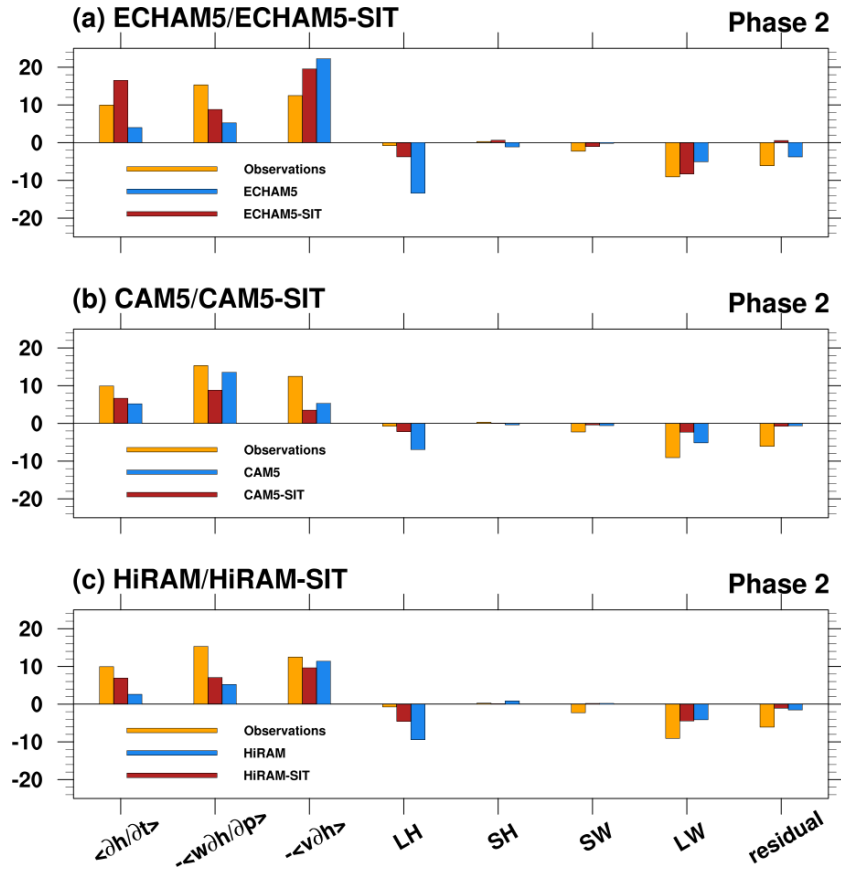 (a) ECHAM5/ECHAM5-SIT
Phase 2
20
10
0
-10
-20
Observations
ECHAM5
ECHAM5-SIT
(b) CAM5/CAM5-SIT
Phase 2
20
10
0
-10
-20
Observations
CAM5
CAM5-SIT
(c) HiRAM/HiRAM-SIT
Phase 2
20
10
0
-10
-20
Observations
HiRAM
HiRAM-SIT
<∂h/∂t>
-<w∂h/∂p>
-<v∂h>
LH
SH
SW
LW
residual